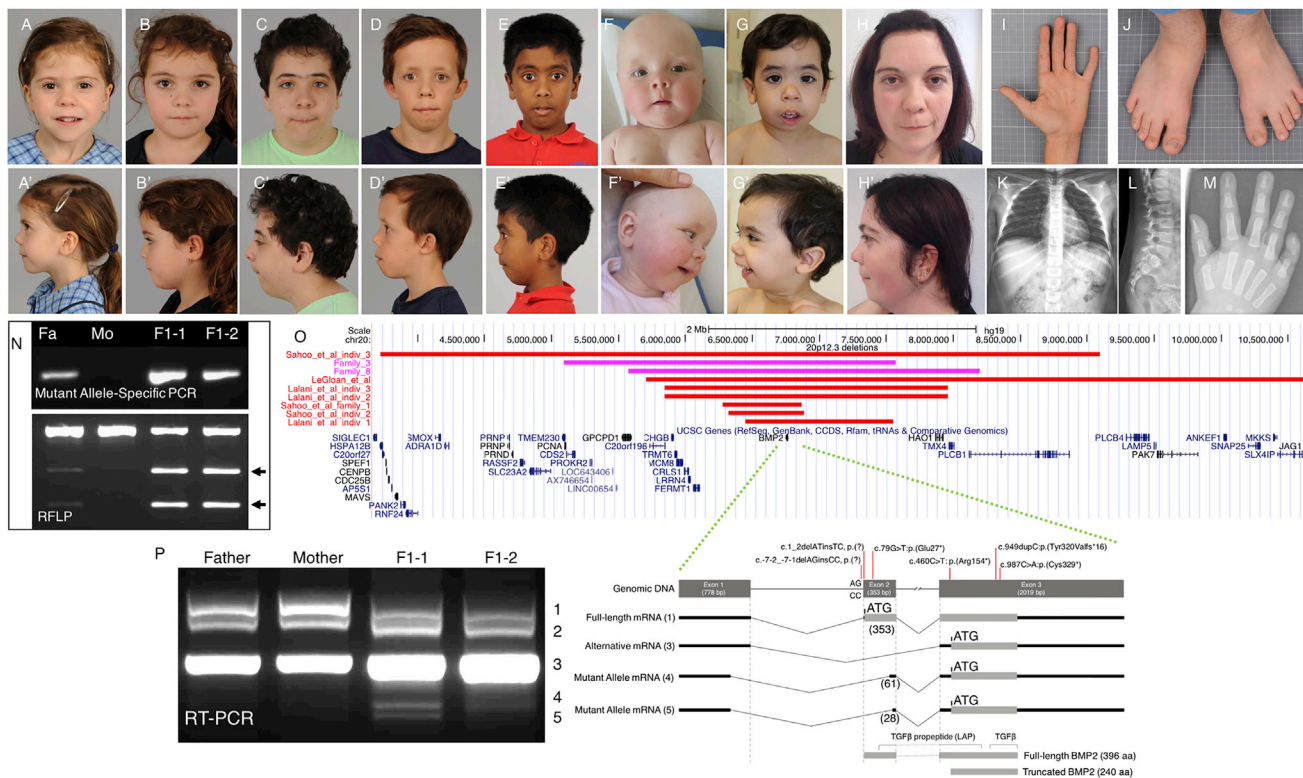 A B C D E F G H I J
A' B' C' D' E' F' G' H' K L M
N
Fa Mo F1-1 F1-2
Mutant Allele-Specific PCR
RFLP
O
Scale
chr20:
2 Mb
hg19
4,500,000 5,000,000 5,500,000 6,000,000 6,500,000 7,000,000 7,500,000 8,000,000 8,500,000 9,000,000 9,500,000 10,000,000 10,500,000
20p12.3 deletions
Sahoo_et_al_indiv_3
Family_3
Family_8
LeGloan_et_al
Lalani_et_al_indiv_3
Lalani_et_al_indiv_2
Sahoo_et_al_family_1
Sahoo_et_al_indiv_2
Lalani_et_al_indiv_1
UCSC Genes (RefSeq, GenBank, CCDS, Rfam, tRNAs & Comparative Genomics)
SIGLEC1 SMOX PRNP TMEM230 GPCPD1 CHGB BMP2 HAO1 PLCB4 ANKEF1 MKKS
HSPA12B ADRA1D PRNP PCNA C20orf196 TMX4 LAMP5 SNAP25 JAG1
C20orf27 PRND CDS2 TRMT6 PLCB1 PAK7 SLX4IP
SPEF1 RASSF2 PROKR2 MCM8
CENPB SLC23A2 LOC643406 CRLS1
CDC25B AX746654 LRRN4
AP5S1 LINC00654 FERMT1
MAVS
PANK2
RNF24
P
Father Mother F1-1 F1-2
1
2
3
4
5
RT-PCR
c.1_2delATinsTC, p.(?)
c.-7-2_-7-1delAGinsCC, p.(?)
c.79G>T:p.(Glu27*)
c.460C>T: p.(Arg154*)
c.949dupC:p.(Tyr320Valfs*16)
c.987C>A:p.(Cys329*)
Genomic DNA
Exon 1
(778 bp)
AG
CC
Exon 2
(353 bp)
Exon 3
(2019 bp)
Full-length mRNA (1)
ATG
(353)
Alternative mRNA (3)
ATG
Mutant Allele mRNA (4)
(61)
ATG
Mutant Allele mRNA (5)
(28)
ATG
TGFβ propeptide (LAP) TGFβ
Full-length BMP2 (396 aa)
Truncated BMP2 (240 aa)